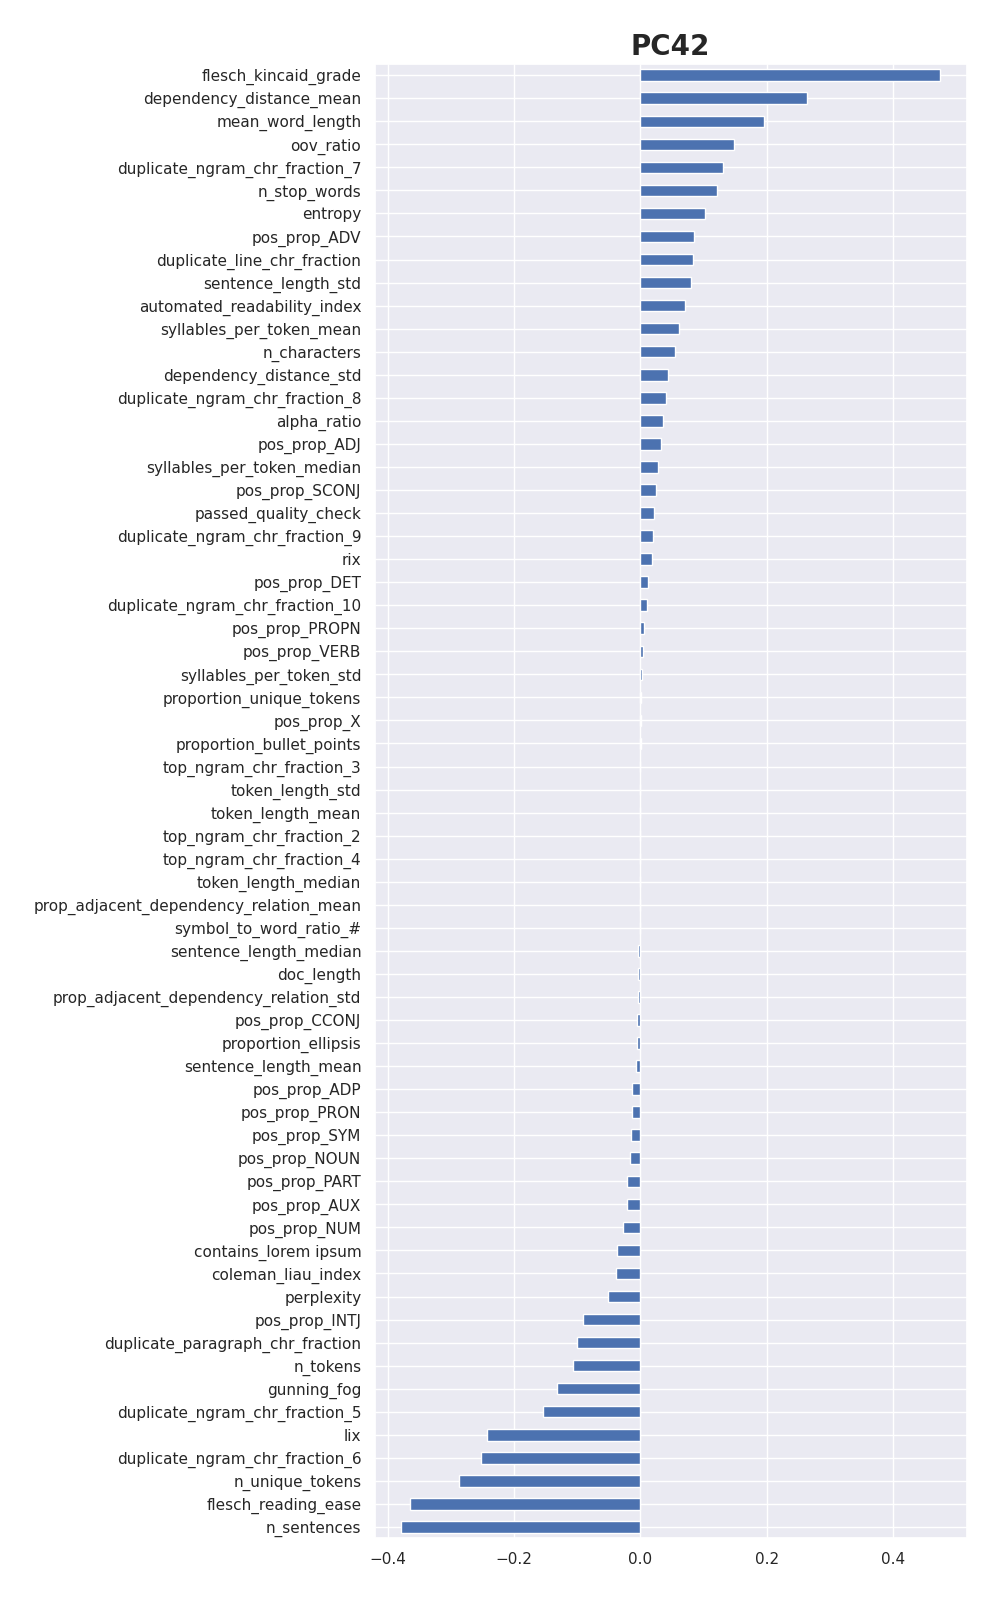 PC42
flesch_kincaid_grade
dependency_distance_mean
mean_word_length
oov_ratio
duplicate_ngram_chr_fraction_7
n_stop_words
entropy
pos_prop_ADV
duplicate_line_chr_fraction
sentence_length_std
automated_readability_index
syllables_per_token_mean
n_characters
dependency_distance_std
duplicate_ngram_chr_fraction_8
alpha_ratio
pos_prop_ADJ
syllables_per_token_median
pos_prop_SCONJ
passed_quality_check
duplicate_ngram_chr_fraction_9
rix
pos_prop_DET
duplicate_ngram_chr_fraction_10
pos_prop_PROPN
pos_prop_VERB
syllables_per_token_std
proportion_unique_tokens
pos_prop_X
proportion_bullet_points
top_ngram_chr_fraction_3
token_length_std
token_length_mean
top_ngram_chr_fraction_2
top_ngram_chr_fraction_4
token_length_median
prop_adjacent_dependency_relation_mean
symbol_to_word_ratio_#
sentence_length_median
doc_length
prop_adjacent_dependency_relation_std
pos_prop_CCONJ
proportion_ellipsis
sentence_length_mean
pos_prop_ADP
pos_prop_PRON
pos_prop_SYM
pos_prop_NOUN
pos_prop_PART
pos_prop_AUX
pos_prop_NUM
contains_lorem ipsum
coleman_liau_index
perplexity
pos_prop_INTJ
duplicate_paragraph_chr_fraction
n_tokens
gunning_fog
duplicate_ngram_chr_fraction_5
lix
duplicate_ngram_chr_fraction_6
n_unique_tokens
flesch_reading_ease
n_sentences
−0.4 −0.2 0.0 0.2 0.4